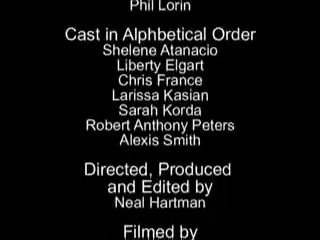 Phil Lorin
Cast in Alphbetical Order
Shelene Atanacio
Liberty Elgart
Chris France
Larissa Kasian
Sarah Korda
Robert Anthony Peters
Alexis Smith
Directed, Produced
and Edited by
Neal Hartman
Filmed by